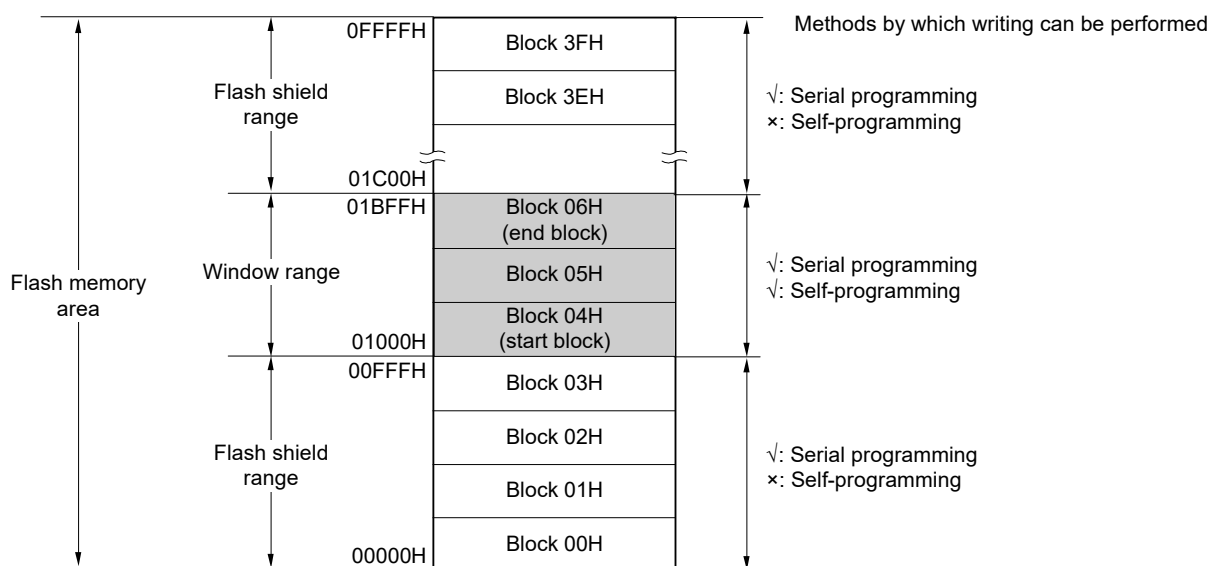 Methods by which writing can be performed
0FFFFH
Block 3FH
Flash shield
range
Block 3EH
√: Serial programming
×: Self-programming
01C00H
01BFFH
Block 06H
(end block)
Flash memory
area
Window range
Block 05H
√: Serial programming
√: Self-programming
Block 04H
(start block)
01000H
00FFFH
Block 03H
Block 02H
Flash shield
range
√: Serial programming
×: Self-programming
Block 01H
Block 00H
00000H